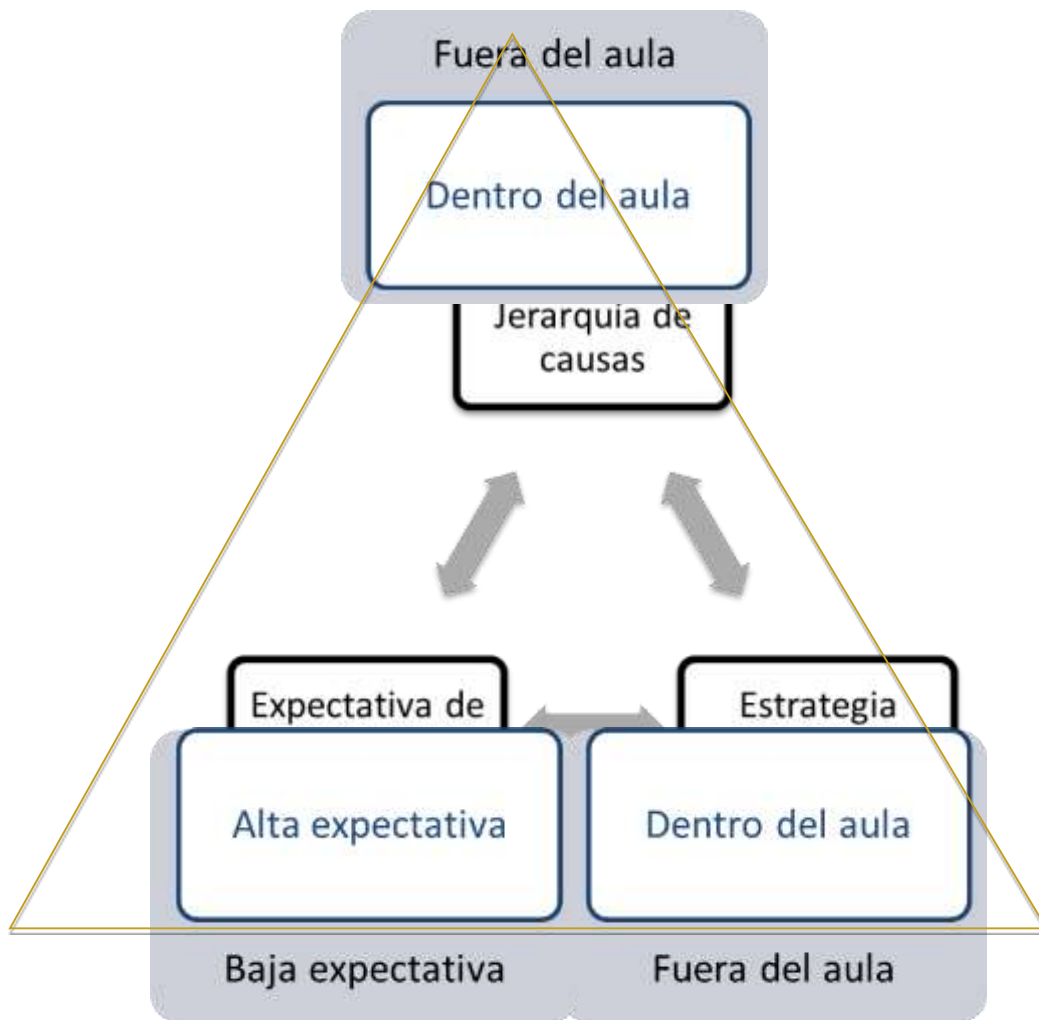 Fuera del aula
Dentro del aula
Jerarquía de
causas
Expectativa de
Estrategia
Alta expectativa
Dentro del aula
Baja expectativa
Fuera del aula